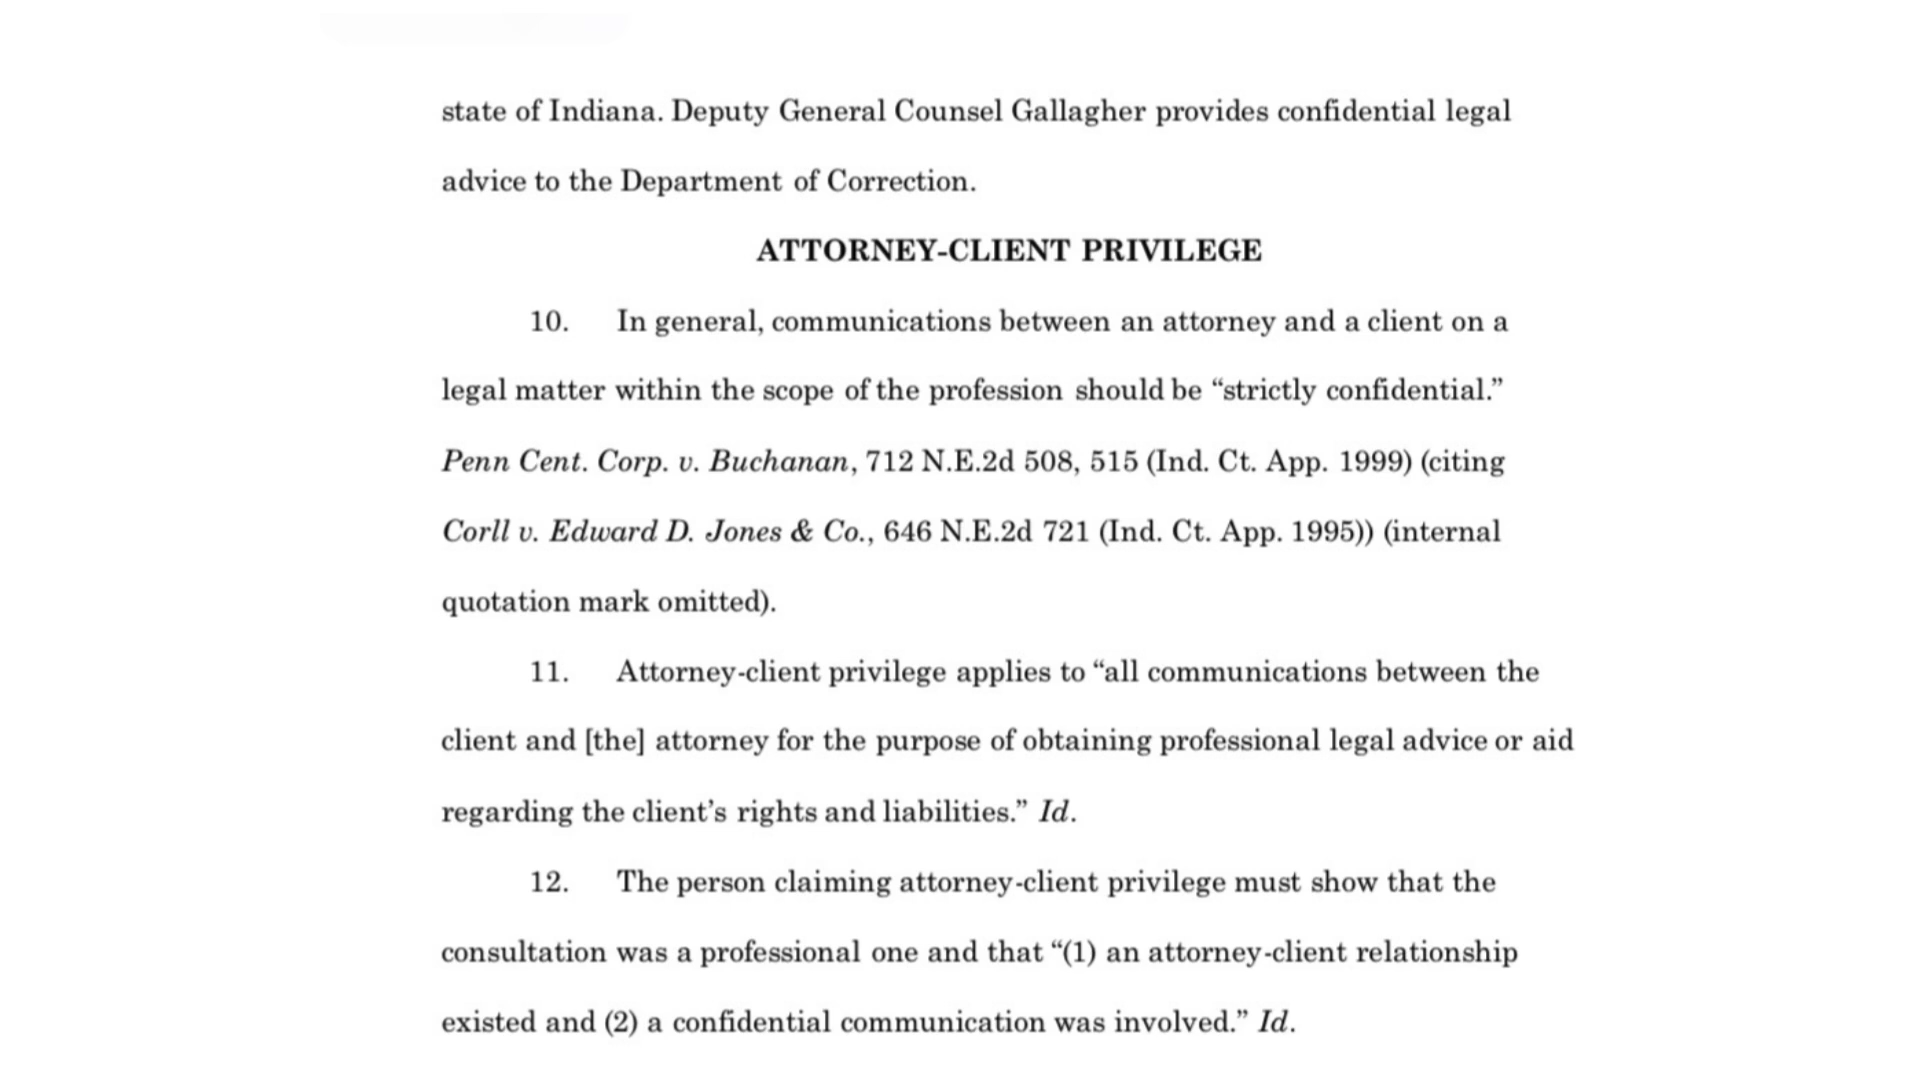 state of Indiana. Deputy General Counsel Gallagher provides confidential legal
advice to the Department of Correction.
ATTORNEY-CLIENT PRIVILEGE
10. In general, communications between an attorney and a client on a
legal matter within the scope of the profession should be “strictly confidential.”
Penn Cent. Corp. v. Buchanan, 712 N.E.2d 508, 515 (Ind. Ct. App. 1999) (citing
Corll v. Edward D. Jones & Co., 646 N.E.2d 721 (Ind. Ct. App. 1995)) (internal
quotation mark omitted).
11. Attorney-client privilege applies to “all communications between the
client and [the] attorney for the purpose of obtaining professional legal advice or aid
regarding the client’s rights and liabilities.” Id.
12. The person claiming attorney-client privilege must show that the
consultation was a professional one and that “(1) an attorney-client relationship
existed and (2) a confidential communication was involved.” Id.